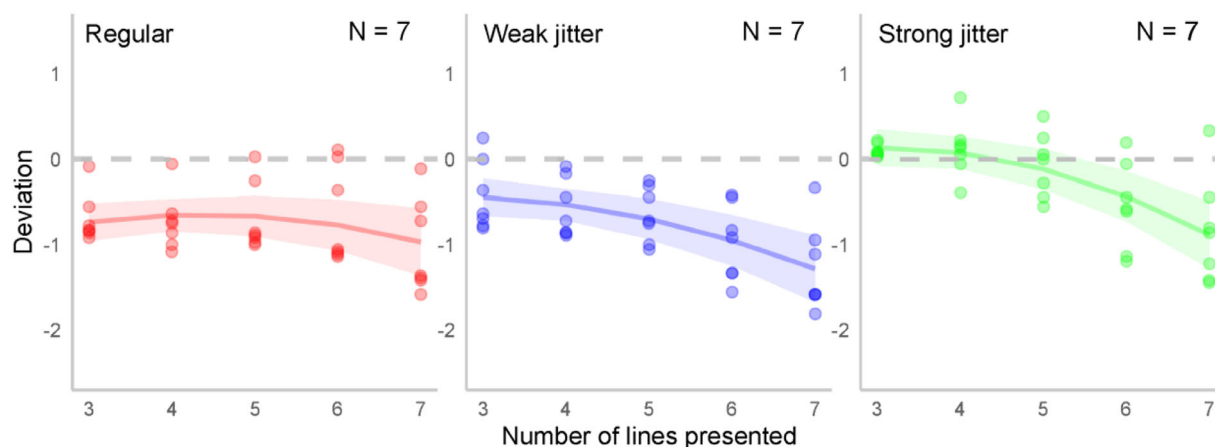 Regular N = 7
Weak jitter N = 7
Strong jitter N = 7
Deviation
1
0
-1
-2
1
0
-1
-2
1
0
-1
-2
3 4 5 6 7
3 4 5 6 7
3 4 5 6 7
Number of lines presented